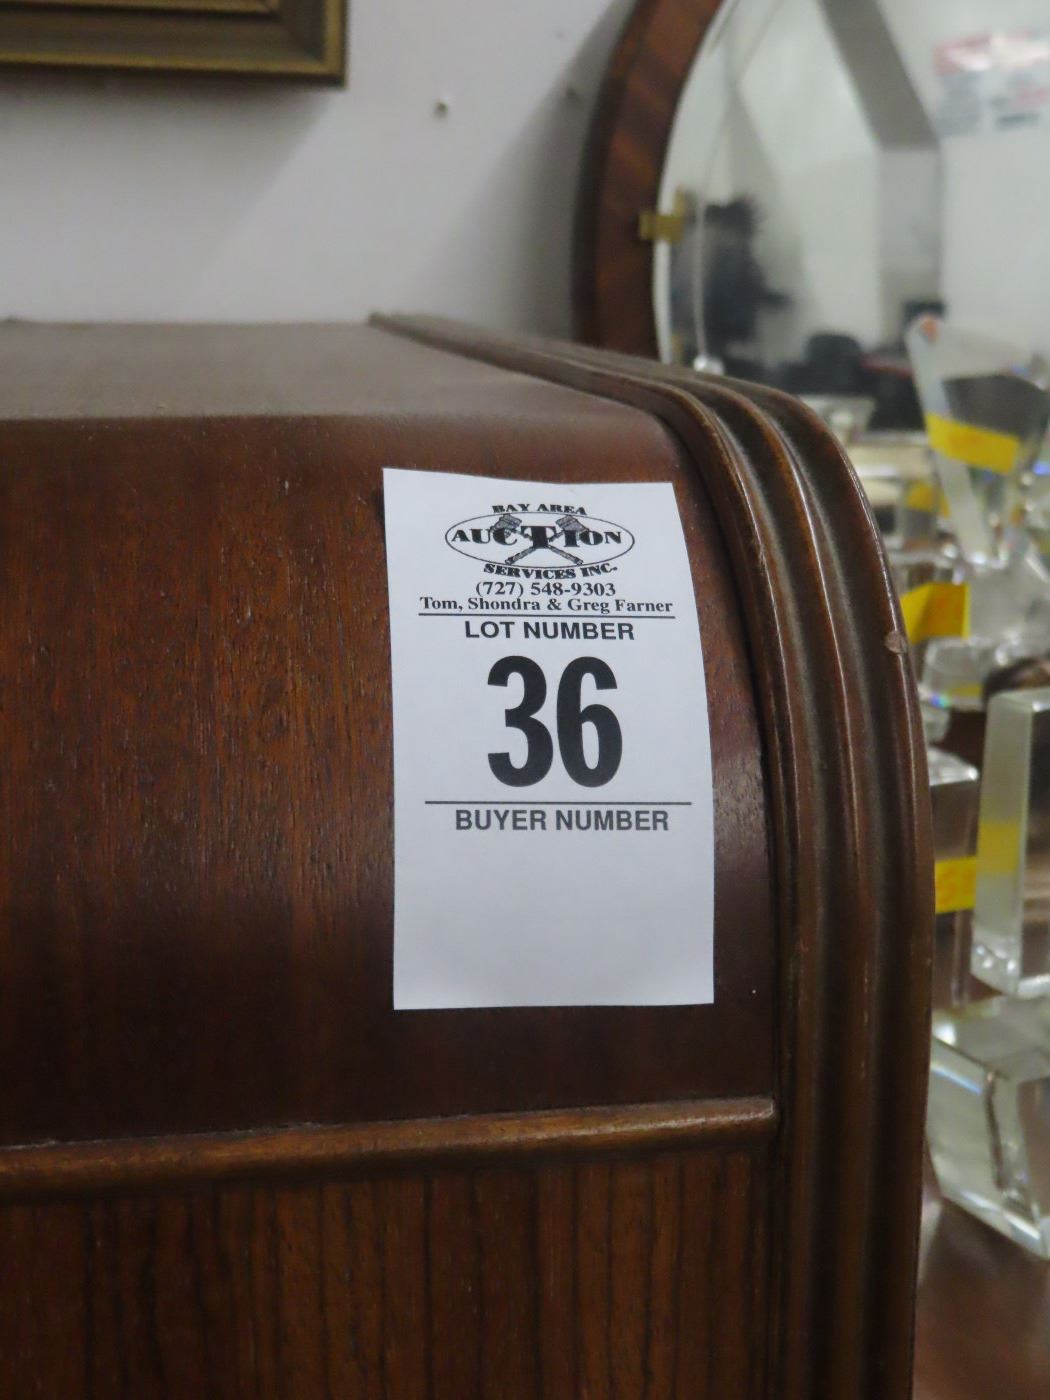 BAY AREA
AUCTION
SERVICES INC.
(727) 548-9303
Tom, Shondra & Greg Farner
LOT NUMBER
36
BUYER NUMBER